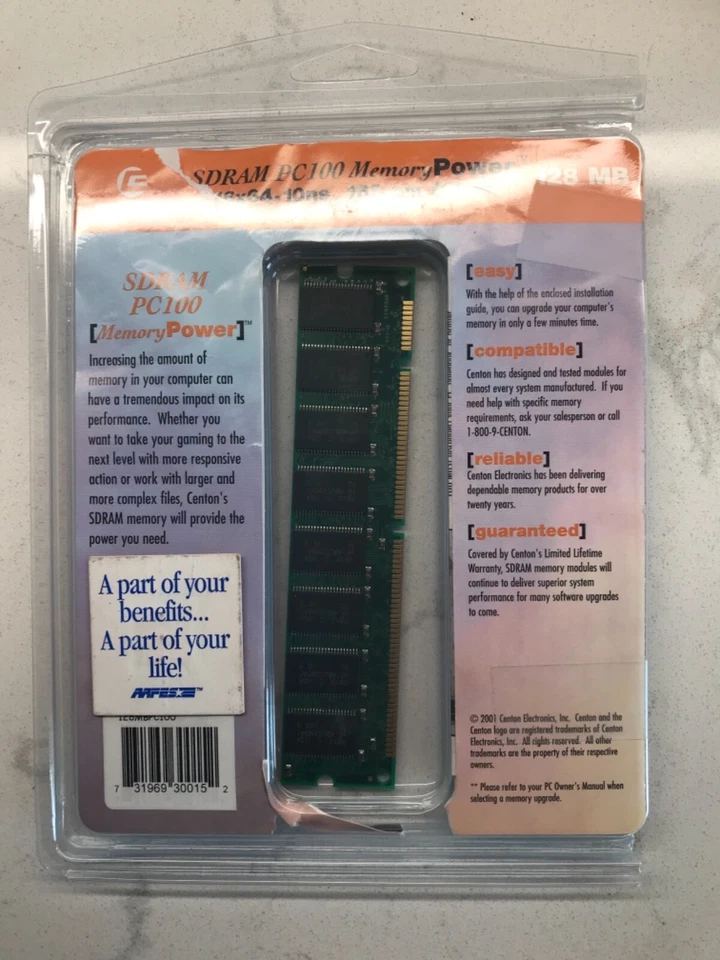 SDRAM PC100 MemoryPower™ 128 MB
SDRAM
PC100
[MemoryPower]™
Increasing the amount of
memory in your computer can
have a tremendous impact on its
performance. Whether you
want to take your gaming to the
next level with more responsive
action or work with larger and
more complex files, Centon's
SDRAM memory will provide the
power you need.
A part of your
benefits...
A part of your
life!
AAFES™
128MBPC100
7 31969 30015 2
[easy]
With the help of the enclosed installation
guide, you can upgrade your computer's
memory in only a few minutes time.
[compatible]
Centon has designed and tested modules for
almost every system manufactured. If you
need help with specific memory
requirements, ask your salesperson or call
1-800-9-CENTON.
[reliable]
Centon Electronics has been delivering
dependable memory products for over
twenty years.
[guaranteed]
Covered by Centon's Limited Lifetime
Warranty, SDRAM memory modules will
continue to deliver superior system
performance for many software upgrades
to come.
© 2001 Centon Electronics, Inc. Centon and the
Centon logo are registered trademarks of Centon
Electronics, Inc. All rights reserved. All other
trademarks are the property of their respective
owners.
** Please refer to your PC Owner's Manual when
selecting a memory upgrade.